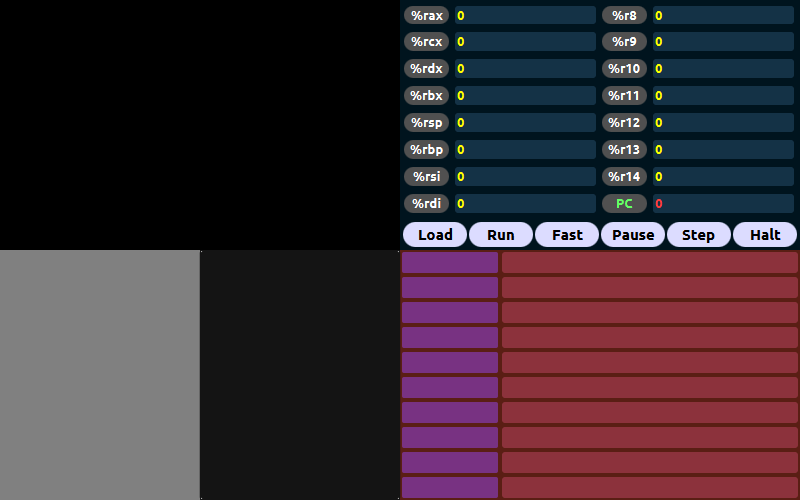 %rax 0 %r8 0
%rcx 0 %r9 0
%rdx 0 %r10 0
%rbx 0 %r11 0
%rsp 0 %r12 0
%rbp 0 %r13 0
%rsi 0 %r14 0
%rdi 0 PC 0
Load Run Fast Pause Step Halt